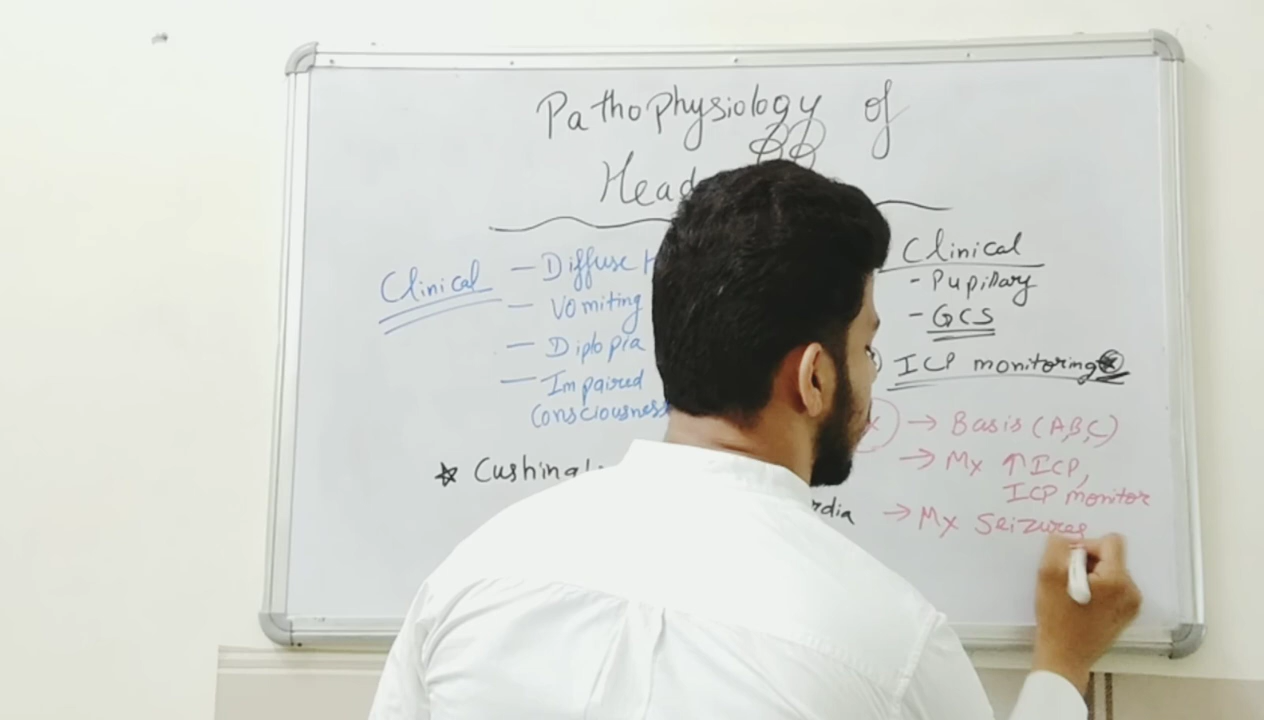 Pathophysiology of
Head
Clinical
— Diffuse H
— Vomiting
— Diplopia
— Impaired
Consciousness
☆ Cushing
rdia
Clinical
- Pupillary
- GCS
ICP monitoring
x → Basis (A,B,C)
→ Mx ↑ICP,
ICP monitor
→ Mx Seizures